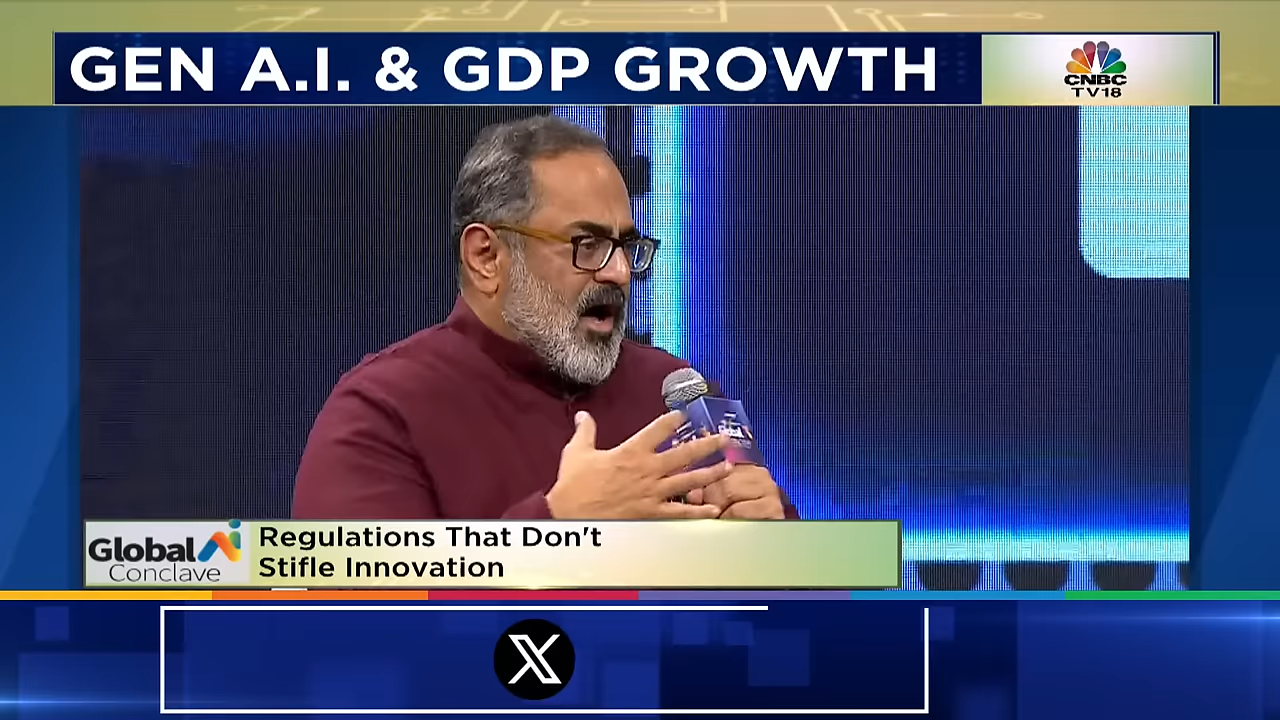 GEN A.I. & GDP GROWTH
CNBC
TV18
Global
Conclave
Regulations That Don't
Stifle Innovation
X